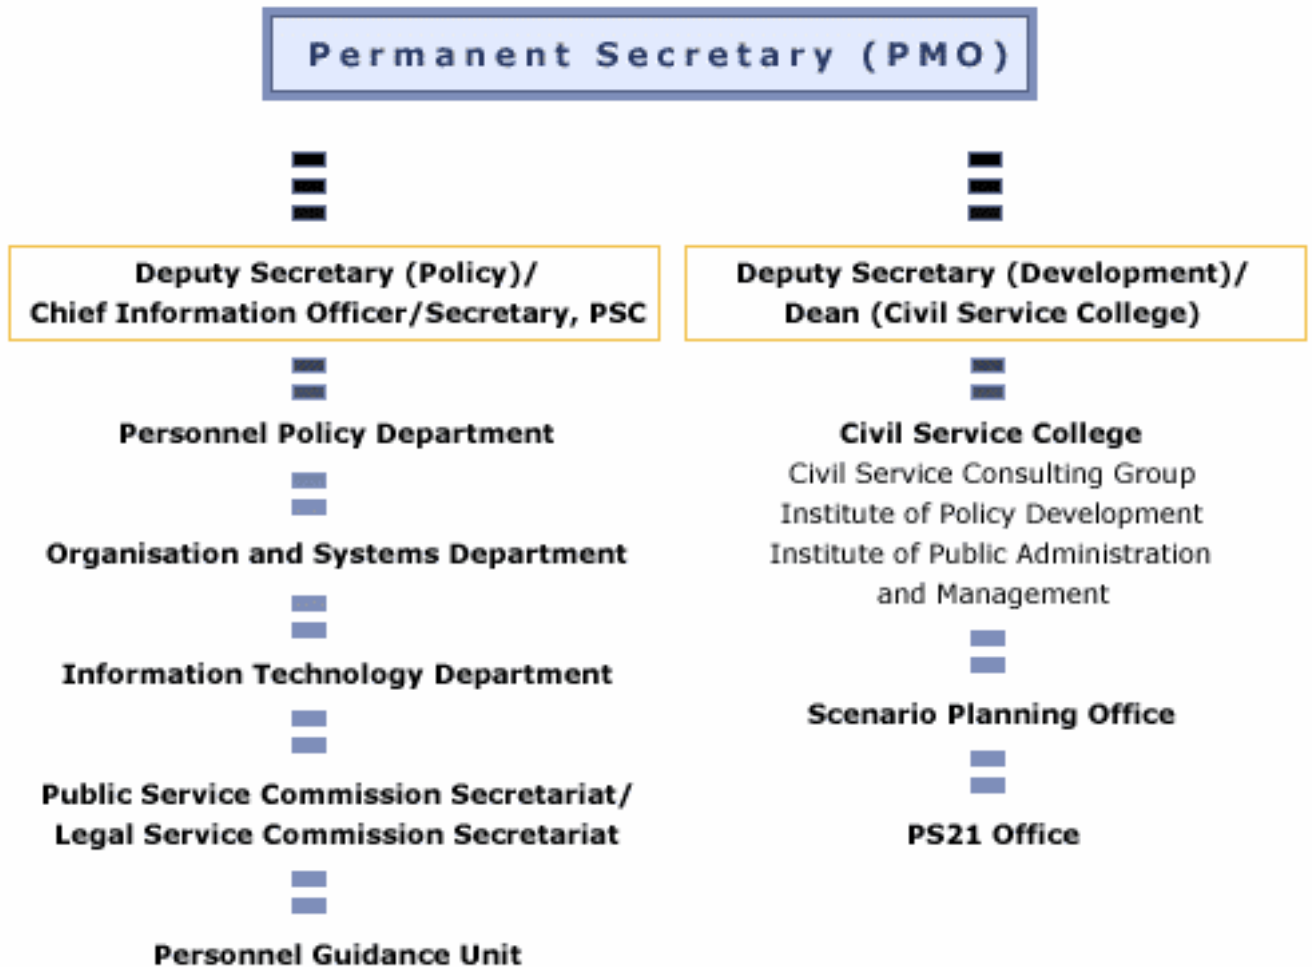 Permanent Secretary (PMO)
Deputy Secretary (Policy)/
Chief Information Officer/Secretary, PSC
Personnel Policy Department
Organisation and Systems Department
Information Technology Department
Public Service Commission Secretariat/
Legal Service Commission Secretariat
Personnel Guidance Unit
Deputy Secretary (Development)/
Dean (Civil Service College)
Civil Service College
Civil Service Consulting Group
Institute of Policy Development
Institute of Public Administration
and Management
Scenario Planning Office
PS21 Office